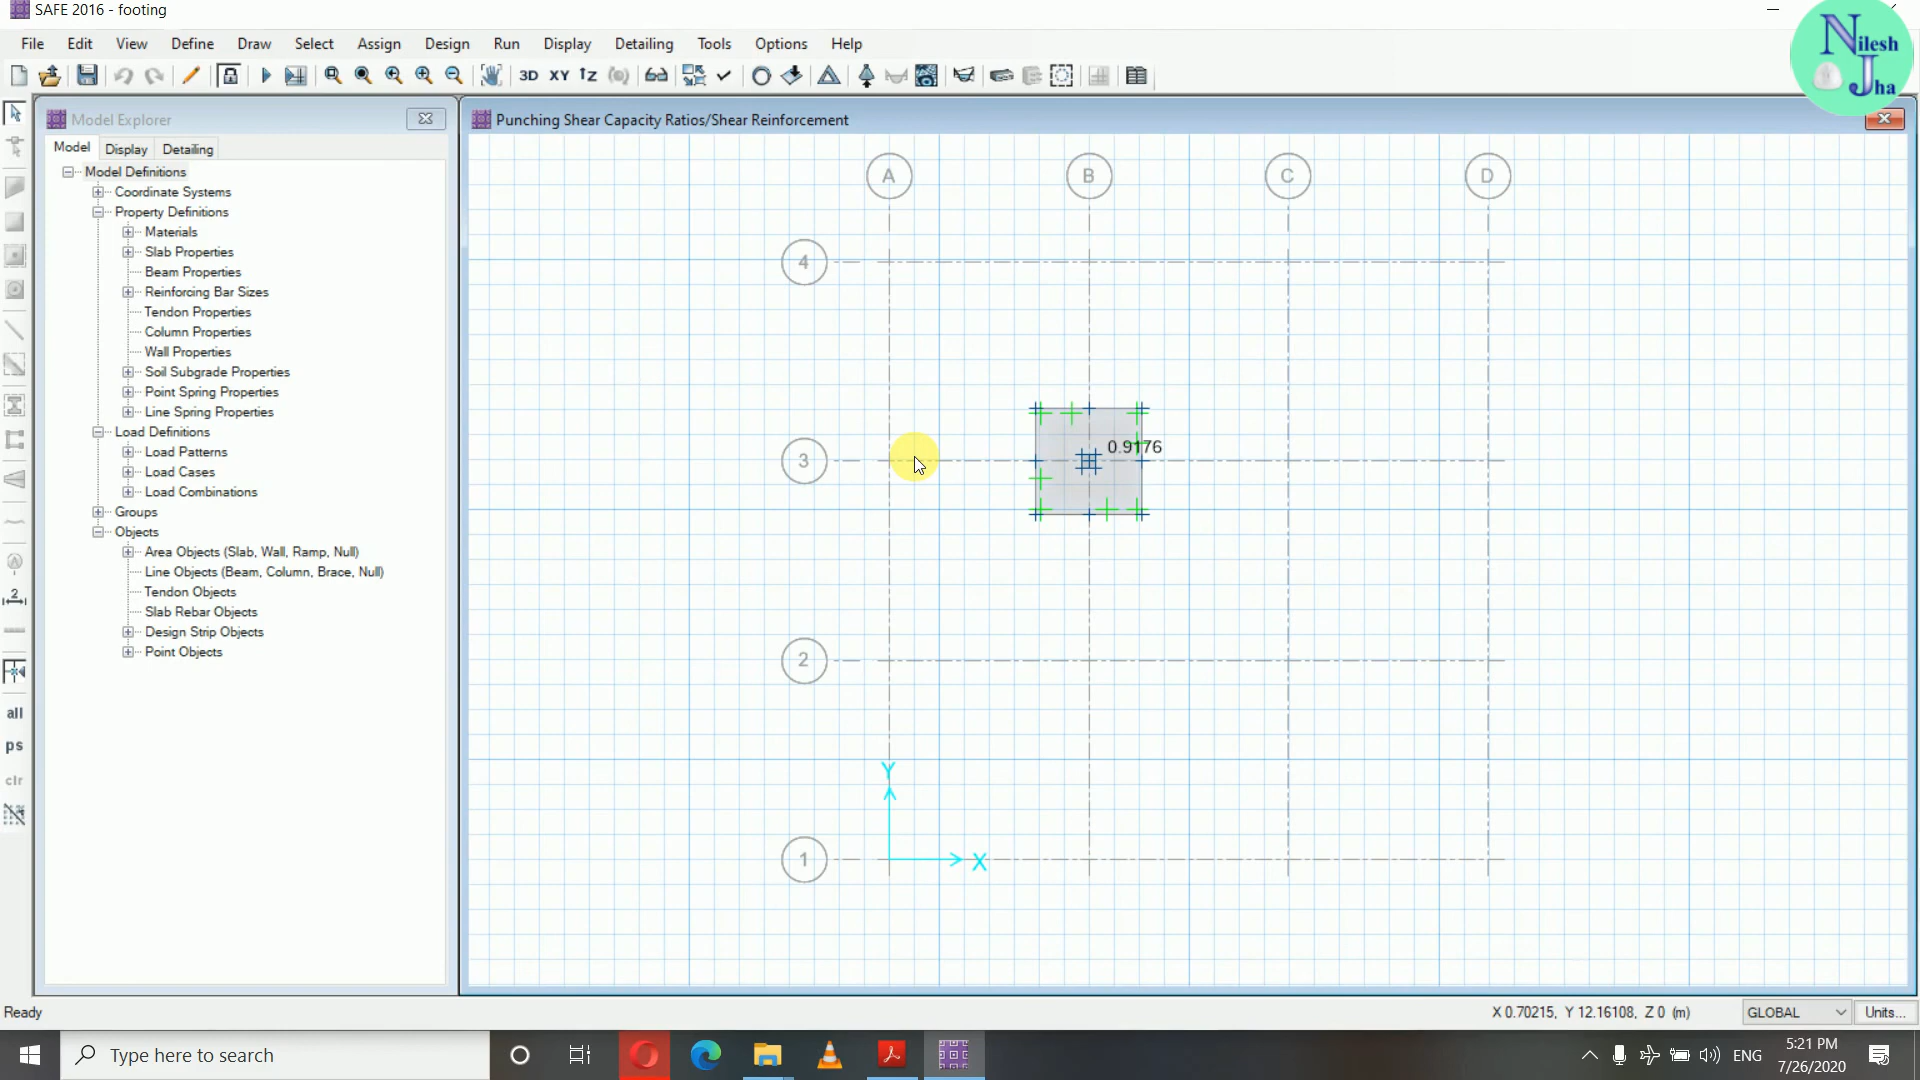 SAFE 2016 - footing
File Edit View Define Draw Select Assign Design Run Display Detailing Tools Options Help
Nilesh
Jha
3D XY
Model Explorer
Punching Shear Capacity Ratios/Shear Reinforcement
Model Display Detailing
Model Definitions
Coordinate Systems
Property Definitions
Materials
Slab Properties
Beam Properties
Reinforcing Bar Sizes
Tendon Properties
Column Properties
Wall Properties
Soil Subgrade Properties
Point Spring Properties
Line Spring Properties
Load Definitions
Load Patterns
Load Cases
Load Combinations
Groups
Objects
Area Objects (Slab, Wall, Ramp, Null)
Line Objects (Beam, Column, Brace, Null)
Tendon Objects
Slab Rebar Objects
Design Strip Objects
Point Objects
all
ps
clr
A B C D
4
0.9176
3
2
Y
1
X
Ready
X 0.70215, Y 12.16108, Z 0 (m)
GLOBAL
Units...
Type here to search
ENG
5:21 PM
7/26/2020